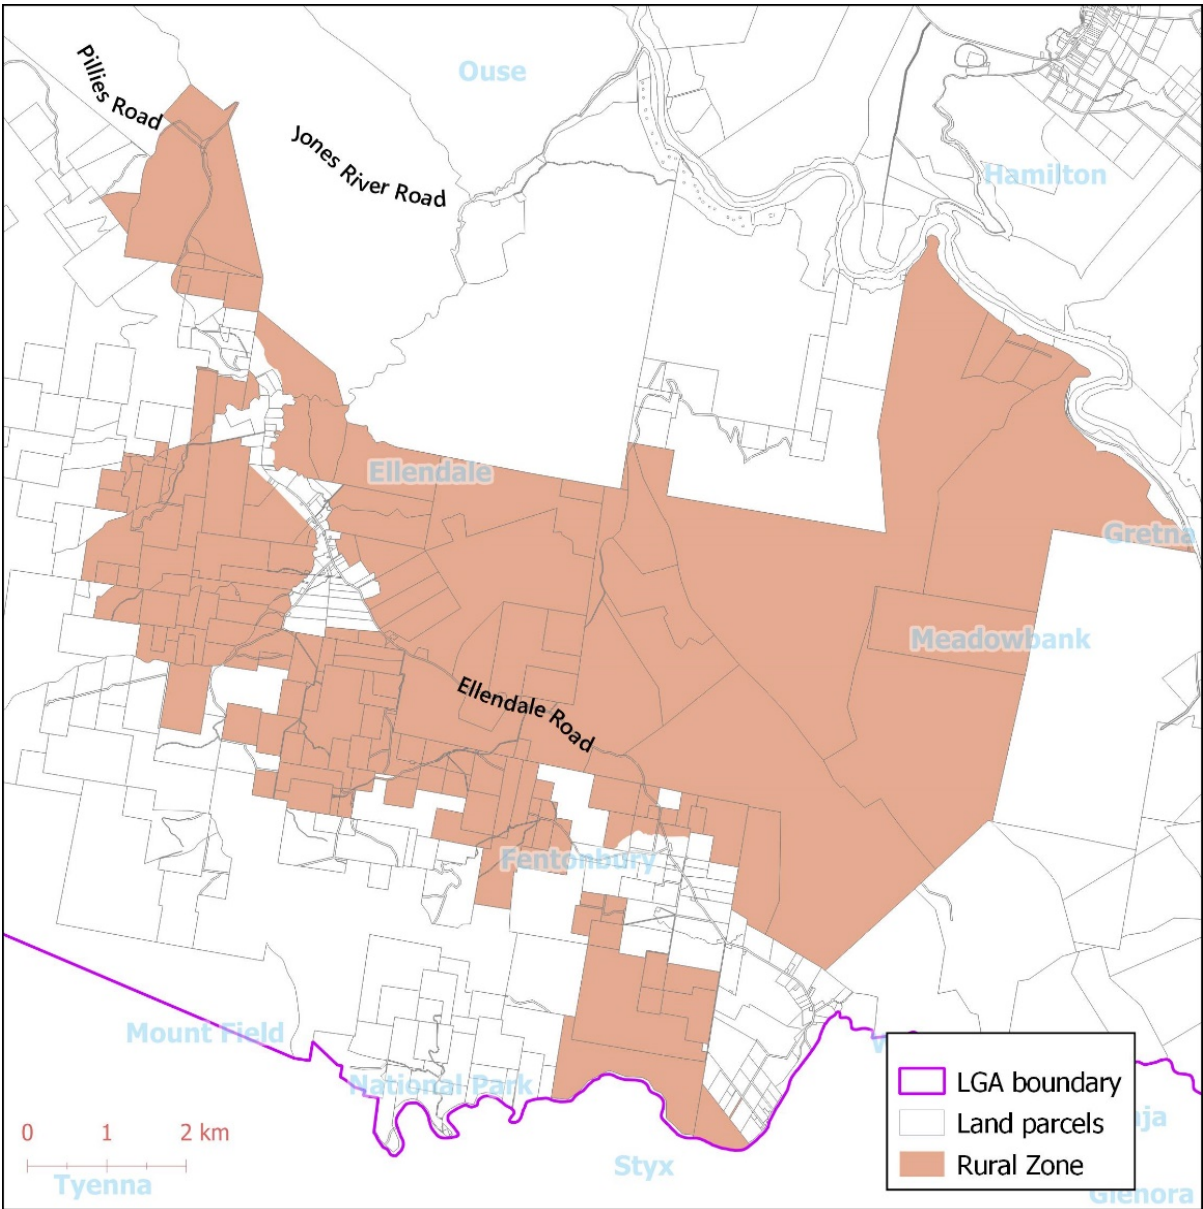 Pillies Road
Ouse
Jones River Road
Hamilton
Ellendale
Gretna
Meadowbank
Ellendale Road
Fentonbury
Mount Field
National Park
Styx
Tyenna
0 1 2 km
LGA boundary
Land parcels
Rural Zone
Glenora